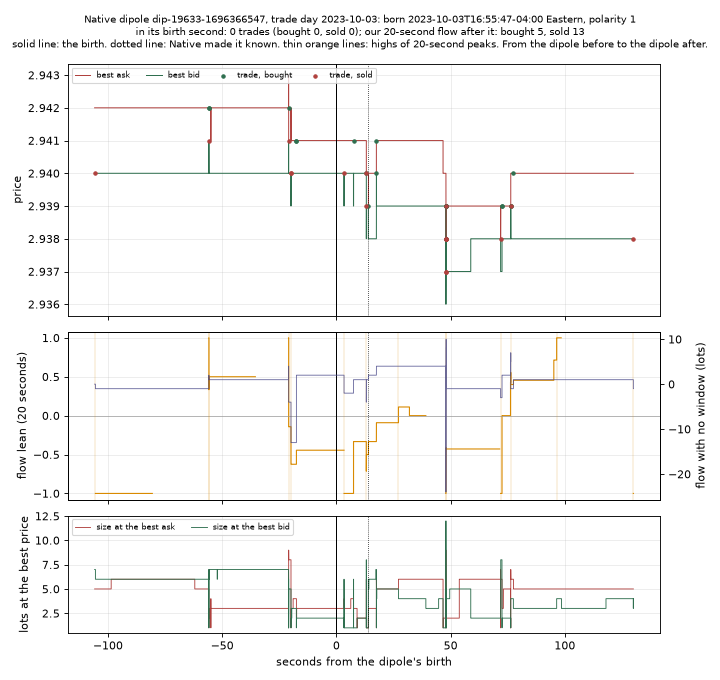 Native dipole dip-19633-1696366547, trade day 2023-10-03: born 2023-10-03T16:55:47-04:00 Eastern, polarity 1
in its birth second: 0 trades (bought 0, sold 0); our 20-second flow after it: bought 5, sold 13
solid line: the birth. dotted line: Native made it known. thin orange lines: highs of 20-second peaks. From the dipole before to the dipole after.
best ask
best bid
trade, bought
trade, sold
2.943
2.942
2.941
2.940
2.939
2.938
2.937
2.936
price
1.0
0.5
0.0
−0.5
−1.0
flow lean (20 seconds)
10
0
−10
−20
flow with no window (lots)
size at the best ask
size at the best bid
12.5
10.0
7.5
5.0
2.5
lots at the best price
−100
−50
0
50
100
seconds from the dipole's birth